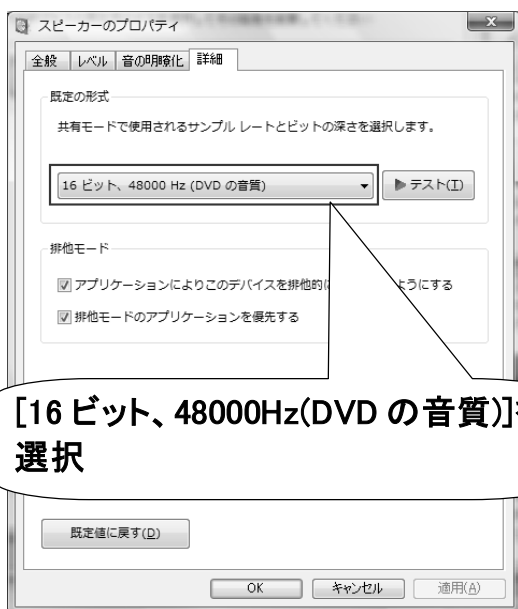 スピーカーのプロパティ
全般 レベル 音の明瞭化 詳細
既定の形式
共有モードで使用されるサンプル レートとビットの深さを選択します。
16 ビット、48000 Hz (DVD の音質) テスト(T)
排他モード
アプリケーションによりこのデバイスを排他的に ようにする
排他モードのアプリケーションを優先する
[16 ビット、48000Hz(DVD の音質)]
選択
既定値に戻す(D)
OK キャンセル 適用(A)